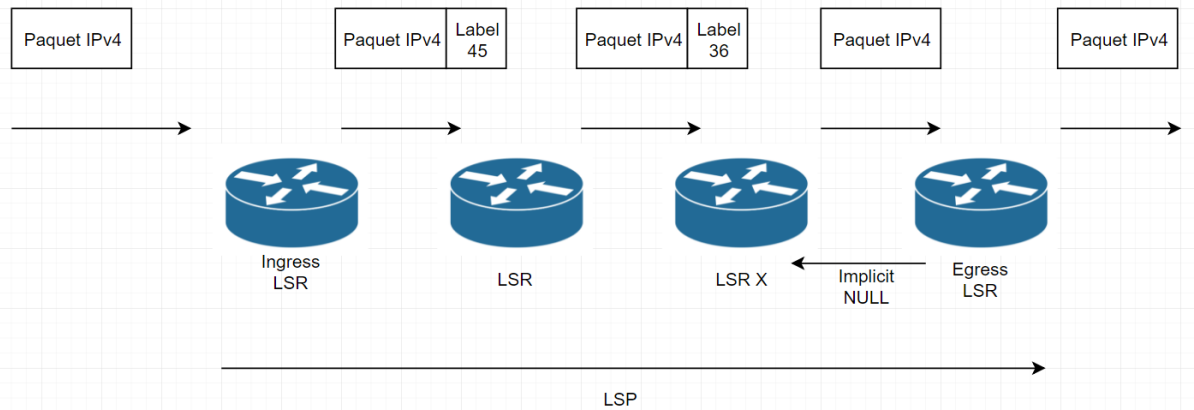 Paquet IPv4
Paquet IPv4
Label
45
Paquet IPv4
Label
36
Paquet IPv4
Paquet IPv4
Ingress
LSR
LSR
LSR X
Implicit
NULL
Egress
LSR
LSP